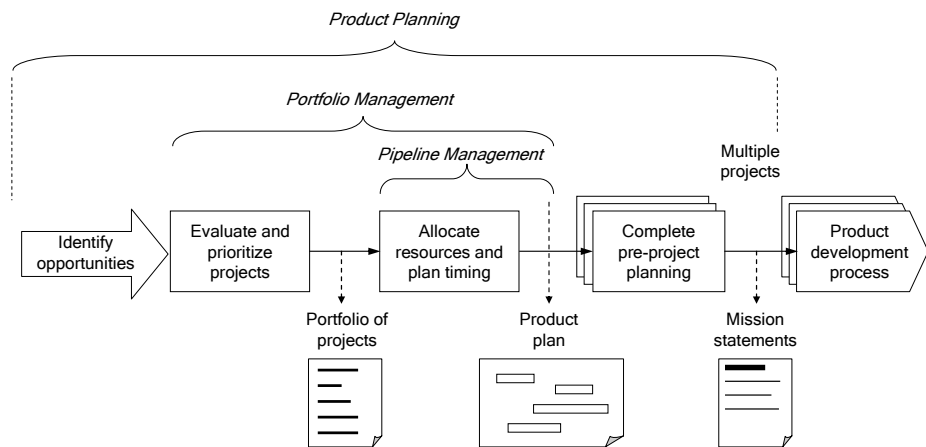 Product Planning
Portfolio Management
Pipeline Management
Multiple
projects
Identify
opportunities
Evaluate and
prioritize
projects
Allocate
resources and
plan timing
Complete
pre-project
planning
Product
development
process
Portfolio of
projects
Product
plan
Mission
statements